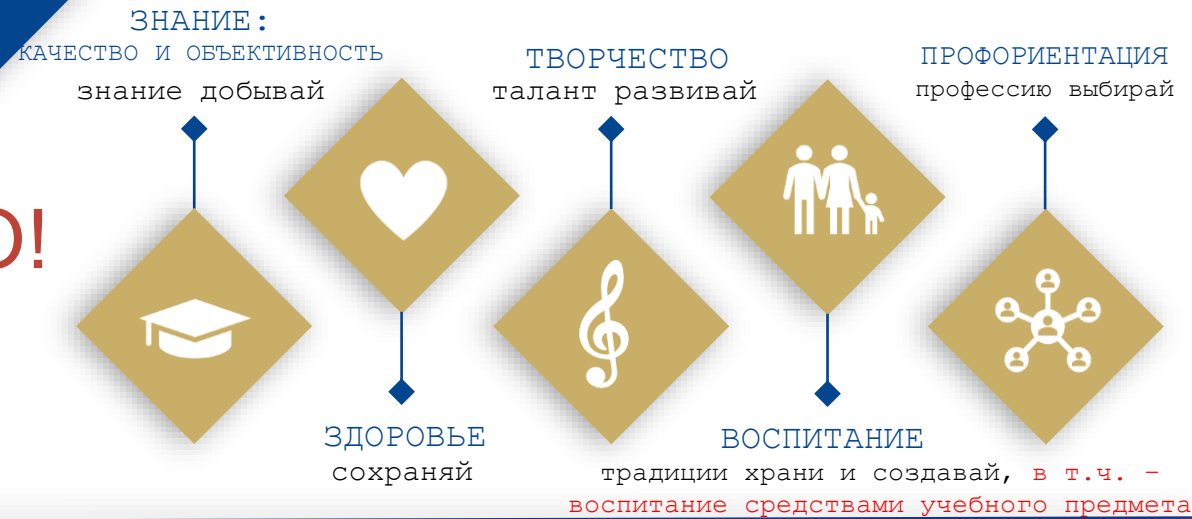 ЗНАНИЕ:
КАЧЕСТВО И ОБЪЕКТИВНОСТЬ
знание добывай
ТВОРЧЕСТВО
талант развивай
ПРОФОРИЕНТАЦИЯ
профессию выбирай
О!
ЗДОРОВЬЕ
сохраняй
ВОСПИТАНИЕ
традиции храни и создавай, в т.ч. –
воспитание средствами учебного предмета